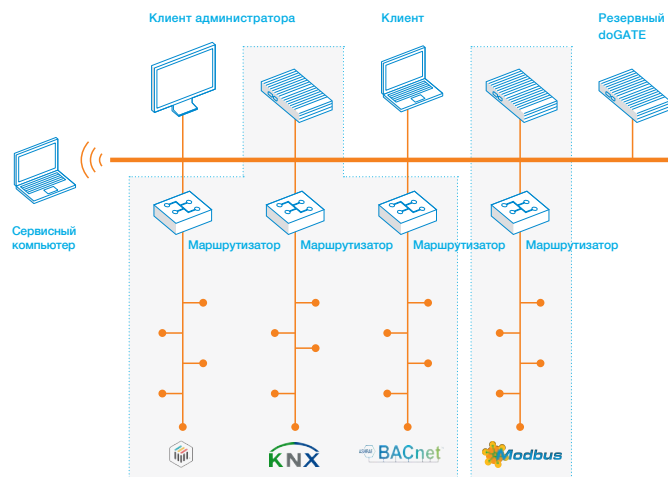 Клиент администратора
Клиент
Резервный
doGATE
Сервисный
компьютер
Маршрутизатор
Маршрутизатор
Маршрутизатор
Маршрутизатор
KNX
BACnet
Modbus